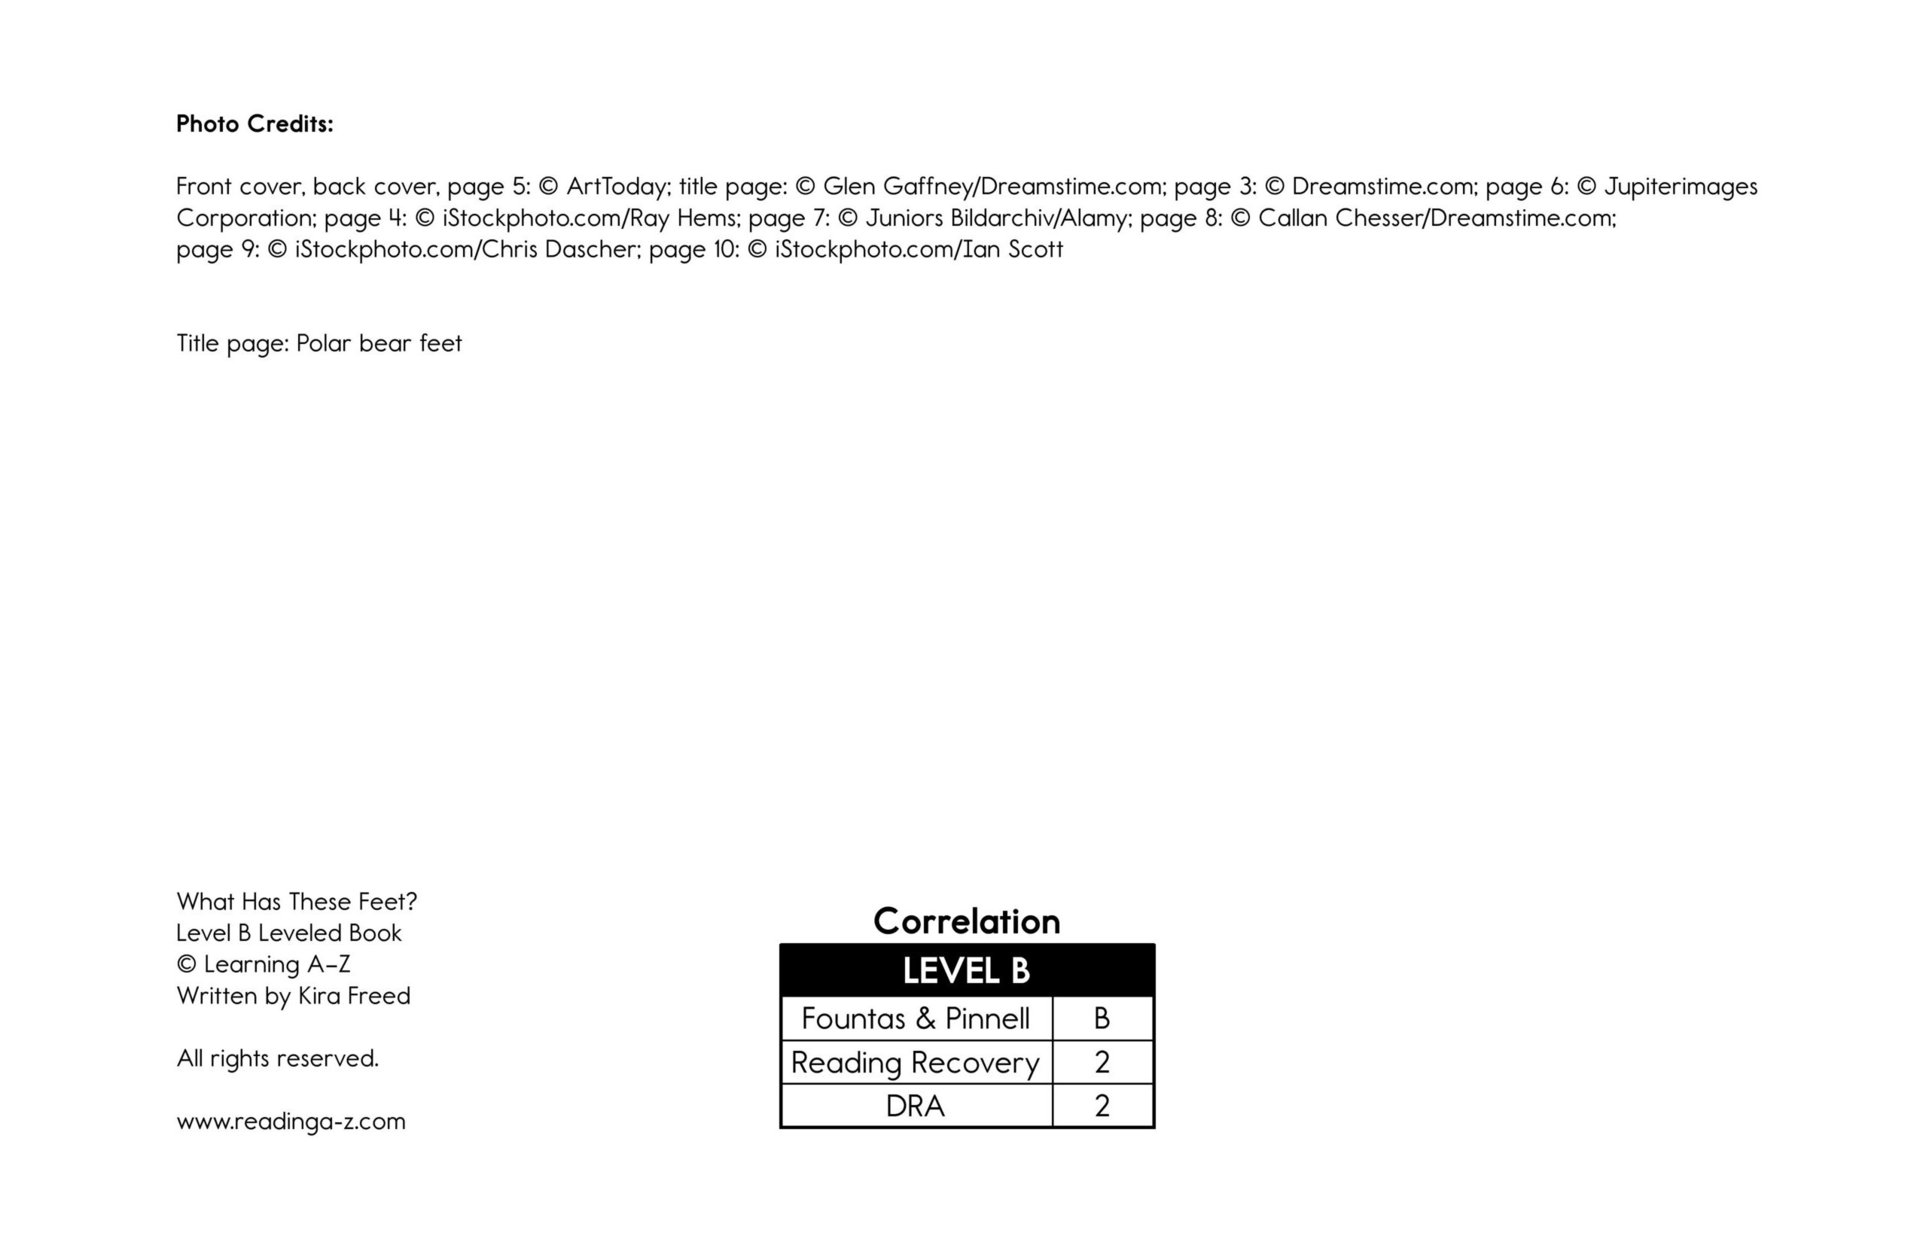 Photo Credits:
Front cover, back cover, page 5: © ArtToday; title page: © Glen Gaffney/Dreamstime.com; page 3: © Dreamstime.com; page 6: © Jupiterimages
Corporation; page 4: © iStockphoto.com/Ray Hems; page 7: © Juniors Bildarchiv/Alamy; page 8: © Callan Chesser/Dreamstime.com;
page 9: © iStockphoto.com/Chris Dascher; page 10: © iStockphoto.com/Ian Scott
Title page: Polar bear feet
What Has These Feet?
Level B Leveled Book
© Learning A–Z
Written by Kira Freed
All rights reserved.
www.readinga-z.com
Correlation
LEVEL B
Fountas & Pinnell B
Reading Recovery 2
DRA 2